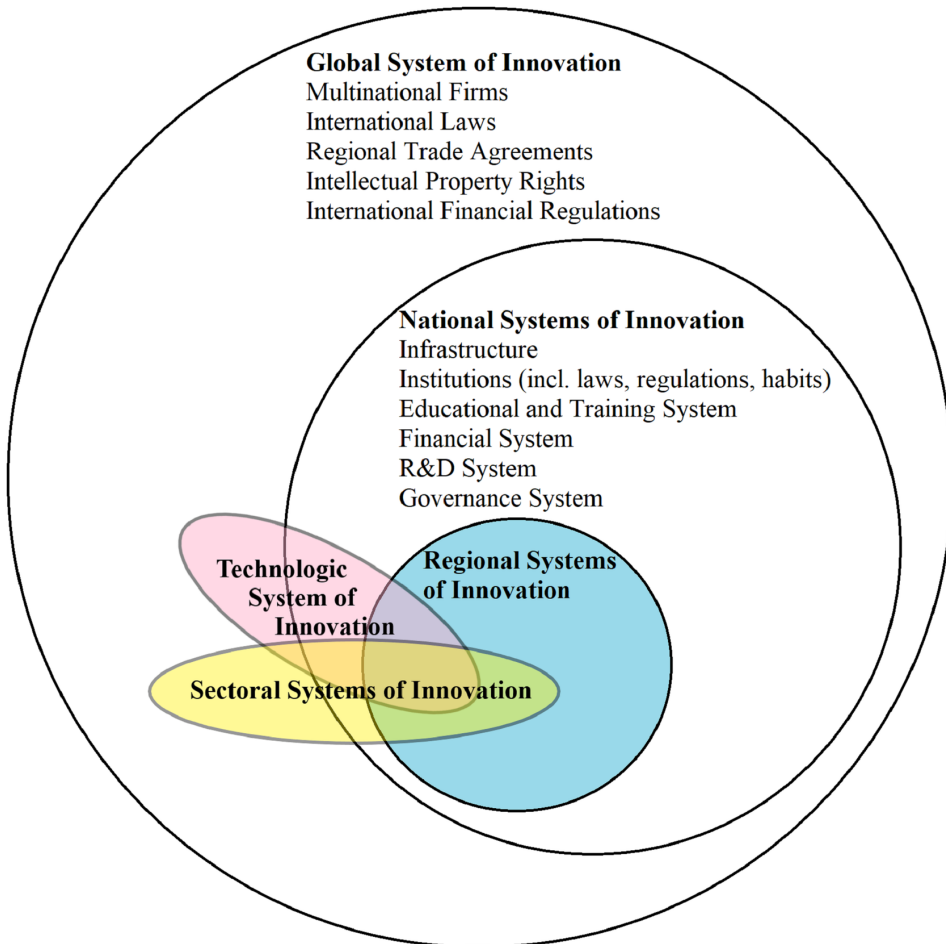 Global System of Innovation
Multinational Firms
International Laws
Regional Trade Agreements
Intellectual Property Rights
International Financial Regulations
National Systems of Innovation
Infrastructure
Institutions (incl. laws, regulations, habits)
Educational and Training System
Financial System
R&D System
Governance System
Regional Systems
of Innovation
Technologic
System of
Innovation
Sectoral Systems of Innovation